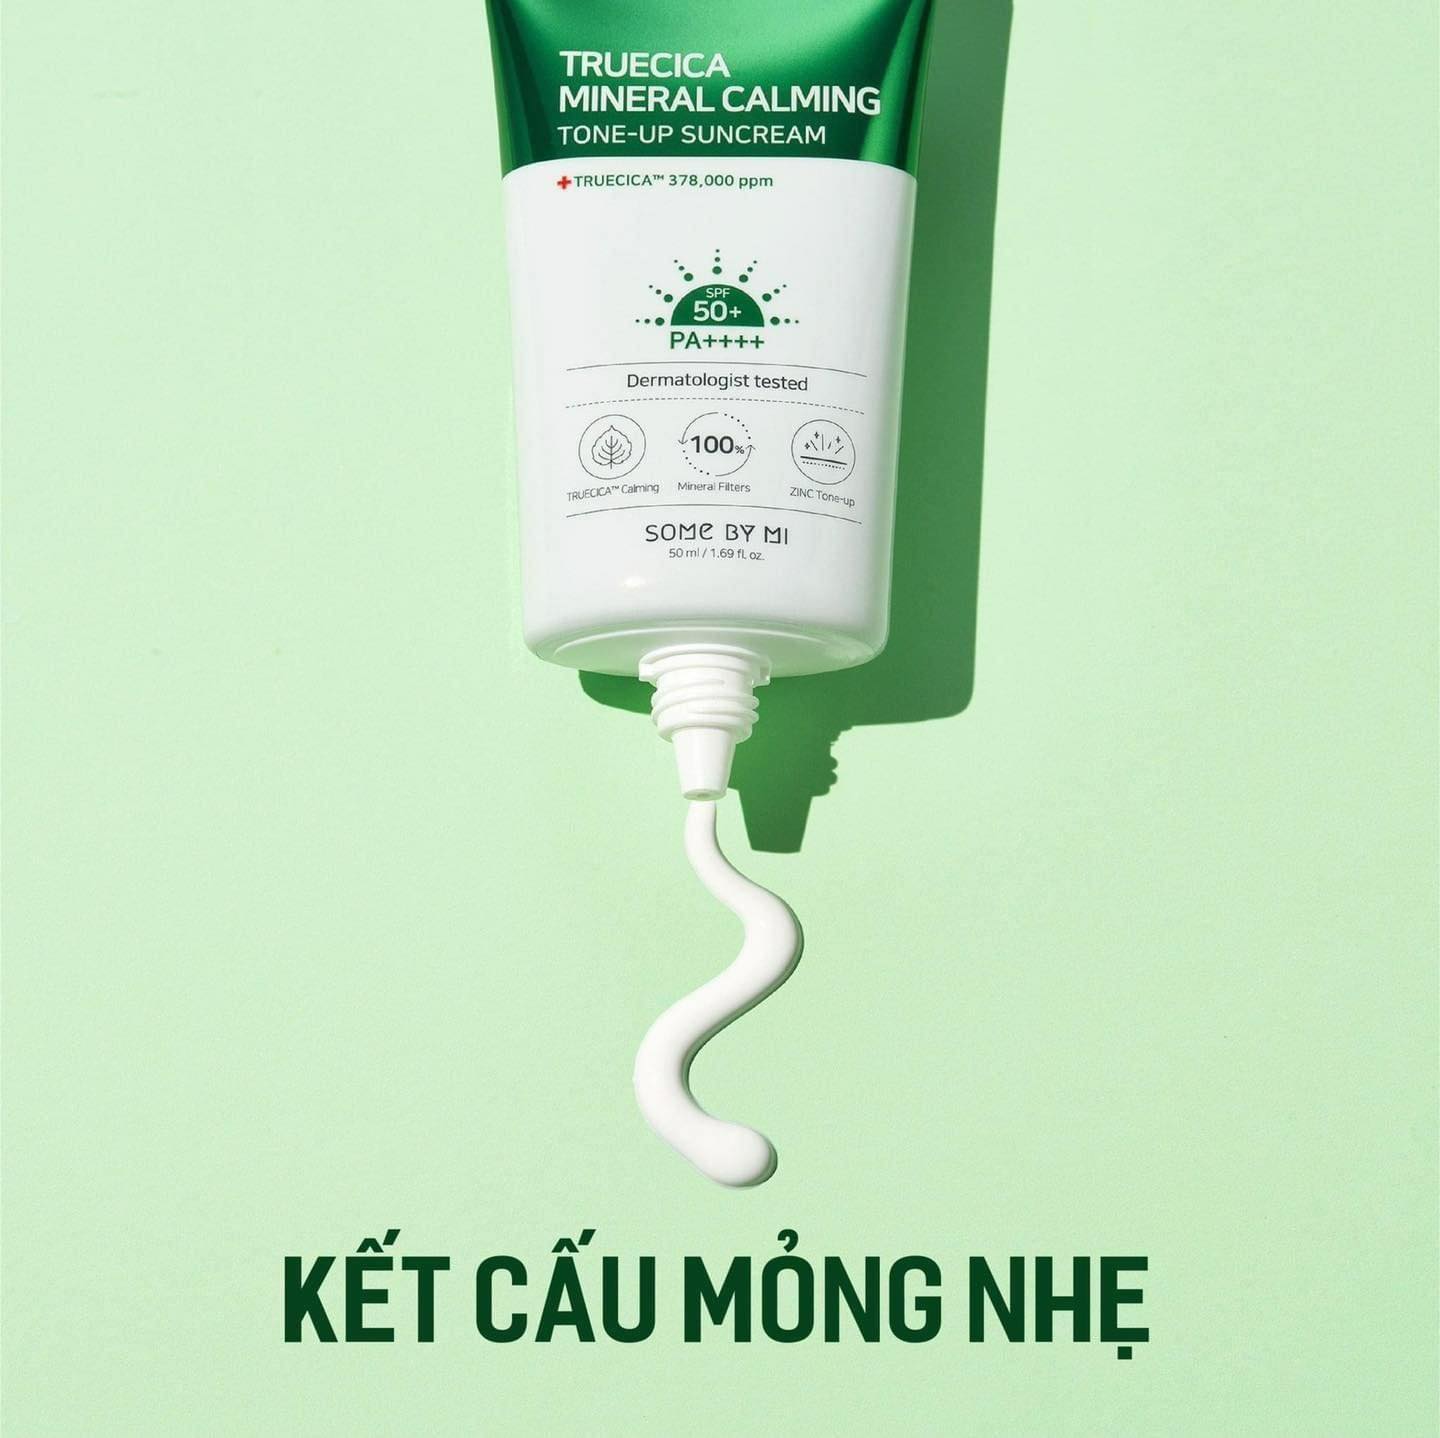 TRUECICA
MINERAL CALMING
TONE-UP SUNCREAM
TRUECICA™ 378,000 ppm
SPF
50+
PA++++
Dermatologist tested
100%
TRUECICA™ Calming Mineral Filters ZINC Tone-up
SOME BY MI
50 ml / 1.69 fl. oz.
KẾT CẤU MỎNG NHẸ